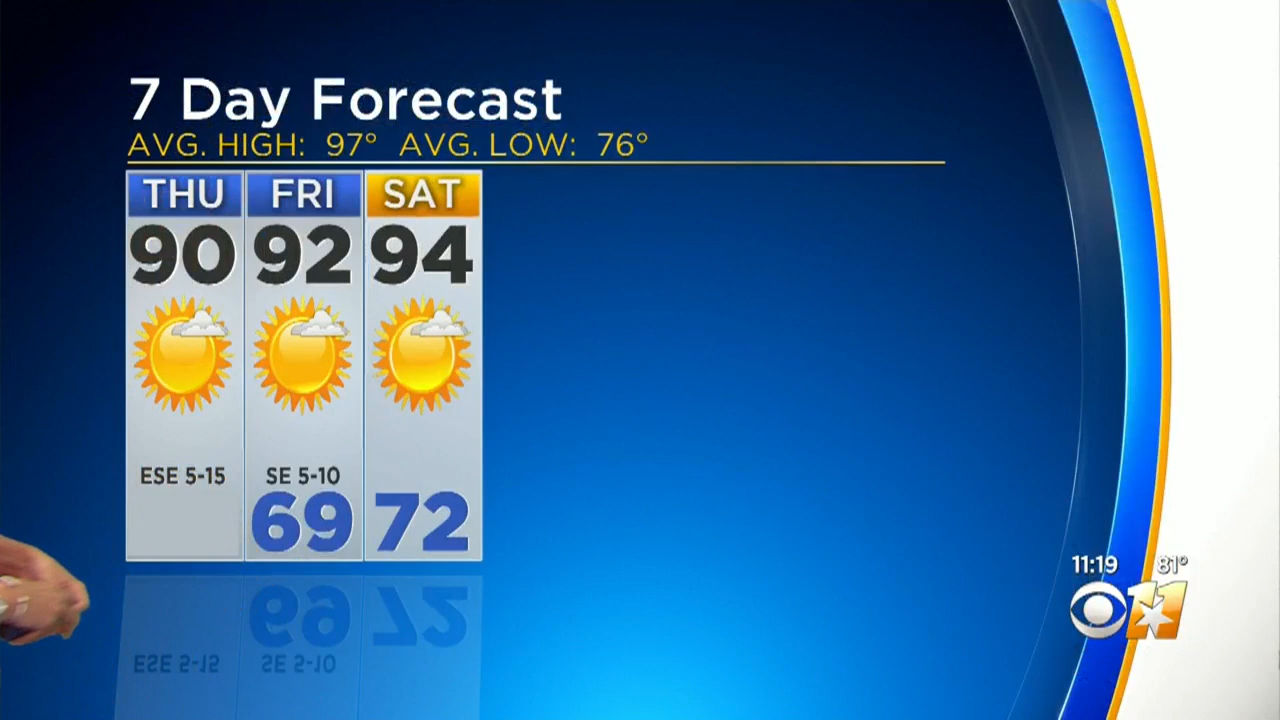 7 Day Forecast
AVG. HIGH: 97° AVG. LOW: 76°
THU FRI SAT
90 92 94
ESE 5-15 SE 5-10
69 72
11:19 81°
11